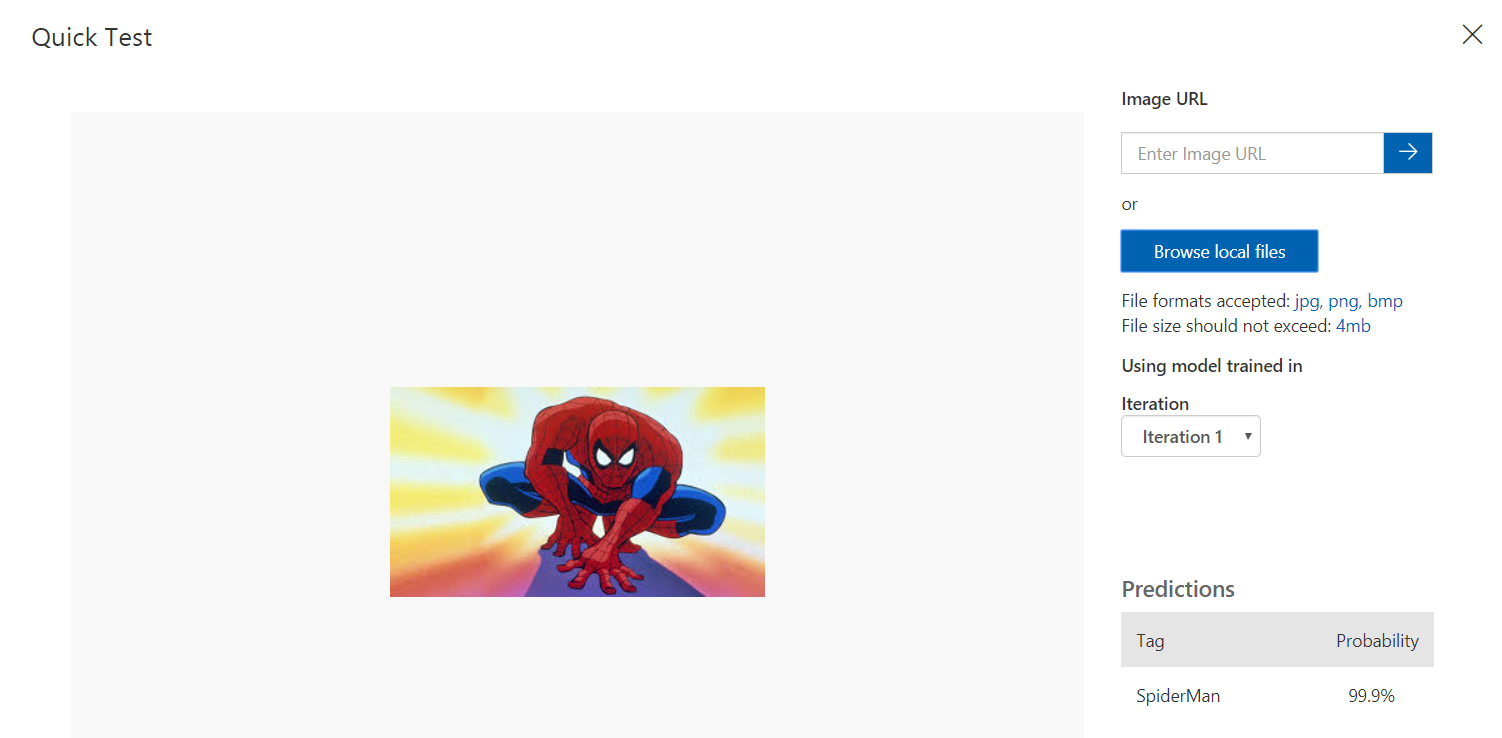 Quick Test
Image URL
Enter Image URL
or
Browse local files
File formats accepted: jpg, png, bmp
File size should not exceed: 4mb
Using model trained in
Iteration
Iteration 1
Predictions
Tag Probability
SpiderMan 99.9%